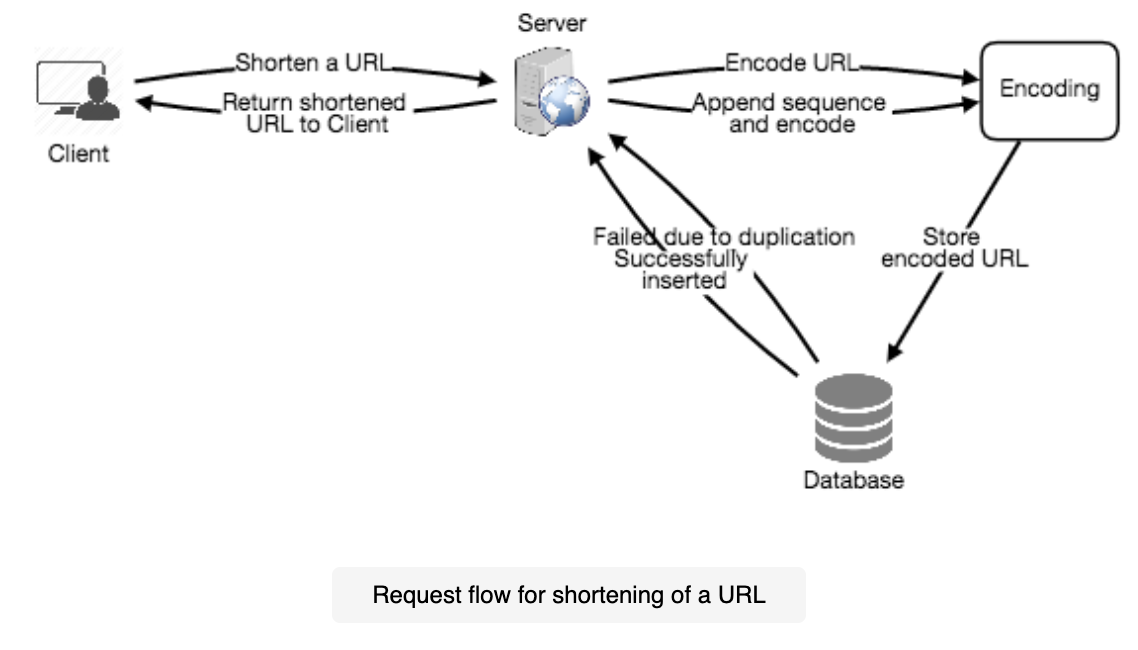 Server
Shorten a URL
Encode URL
Encoding
Return shortened
URL to Client
Append sequence
and encode
Client
Failed due to duplication
Successfully
inserted
Store
encoded URL
Database
Request flow for shortening of a URL